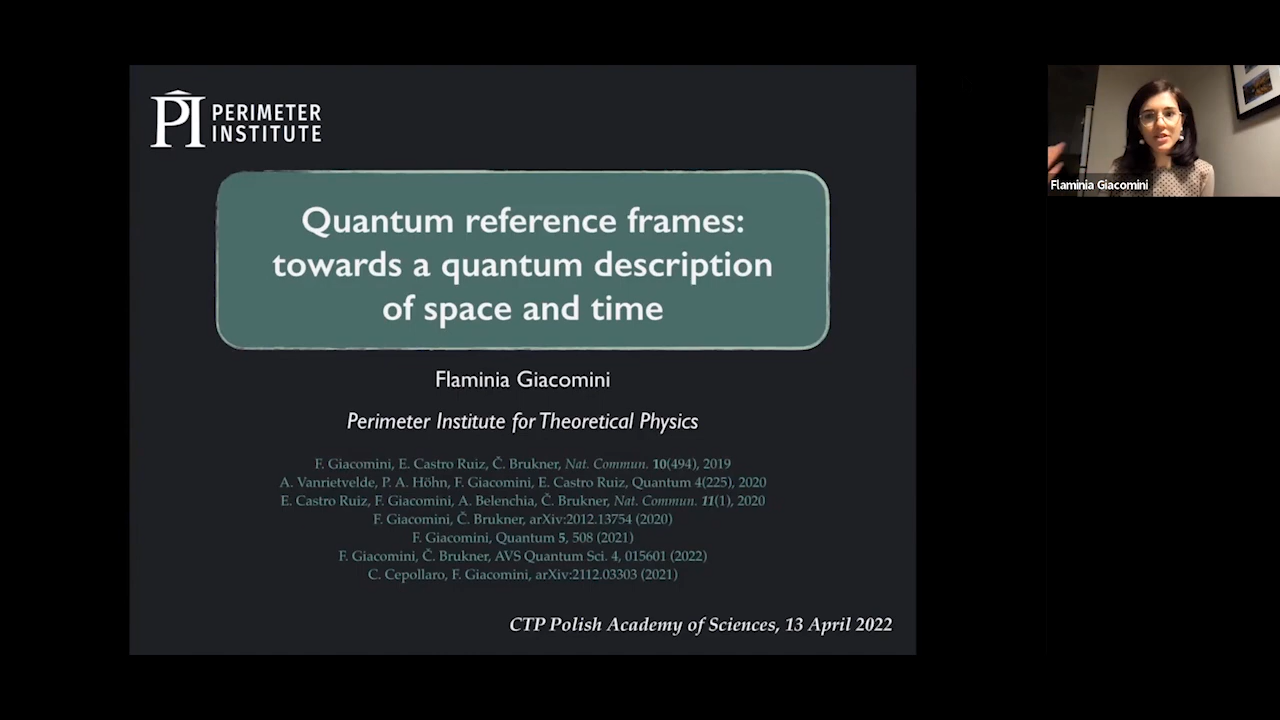 PI PERIMETER
INSTITUTE
Quantum reference frames:
towards a quantum description
of space and time
Flaminia Giacomini
Perimeter Institute for Theoretical Physics
F. Giacomini, E. Castro Ruiz, Č. Brukner, Nat. Commun. 10(494), 2019
A. Vanrietvelde, P. A. Höhn, F. Giacomini, E. Castro Ruiz, Quantum 4(225), 2020
E. Castro Ruiz, F. Giacomini, A. Belenchia, Č. Brukner, Nat. Commun. 11(1), 2020
F. Giacomini, Č. Brukner, arXiv:2012.13754 (2020)
F. Giacomini, Quantum 5, 508 (2021)
F. Giacomini, Č. Brukner, AVS Quantum Sci. 4, 015601 (2022)
C. Cepollaro, F. Giacomini, arXiv:2112.03303 (2021)
CTP Polish Academy of Sciences, 13 April 2022
Flaminia Giacomini